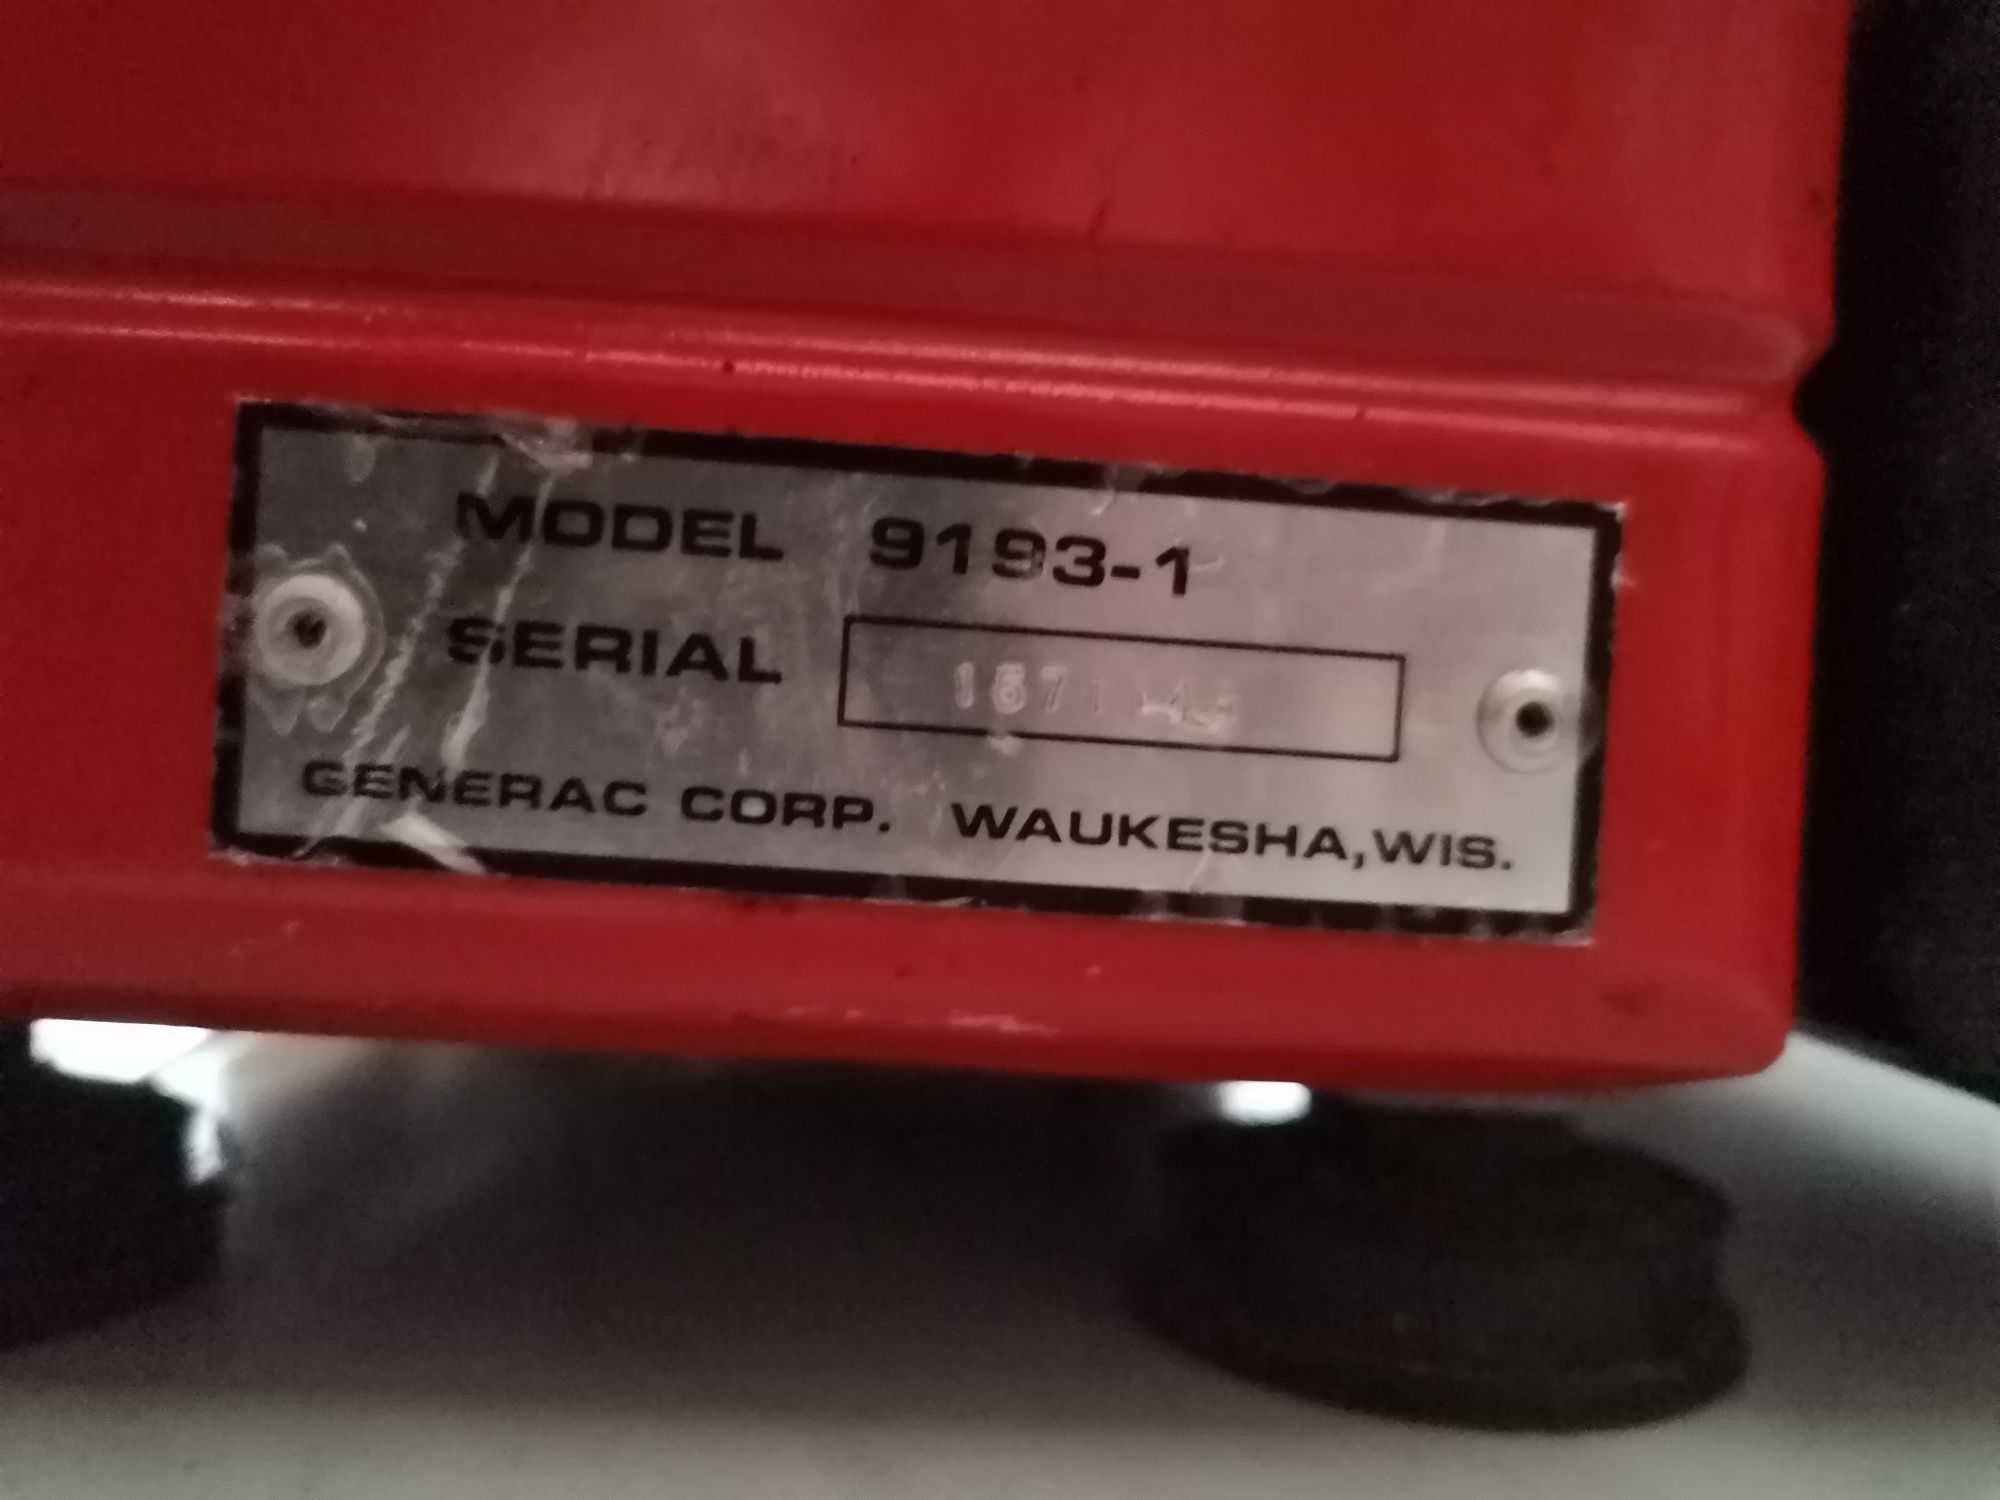 MODEL 9193-1
SERIAL
GENERAC CORP. WAUKESHA, WIS.